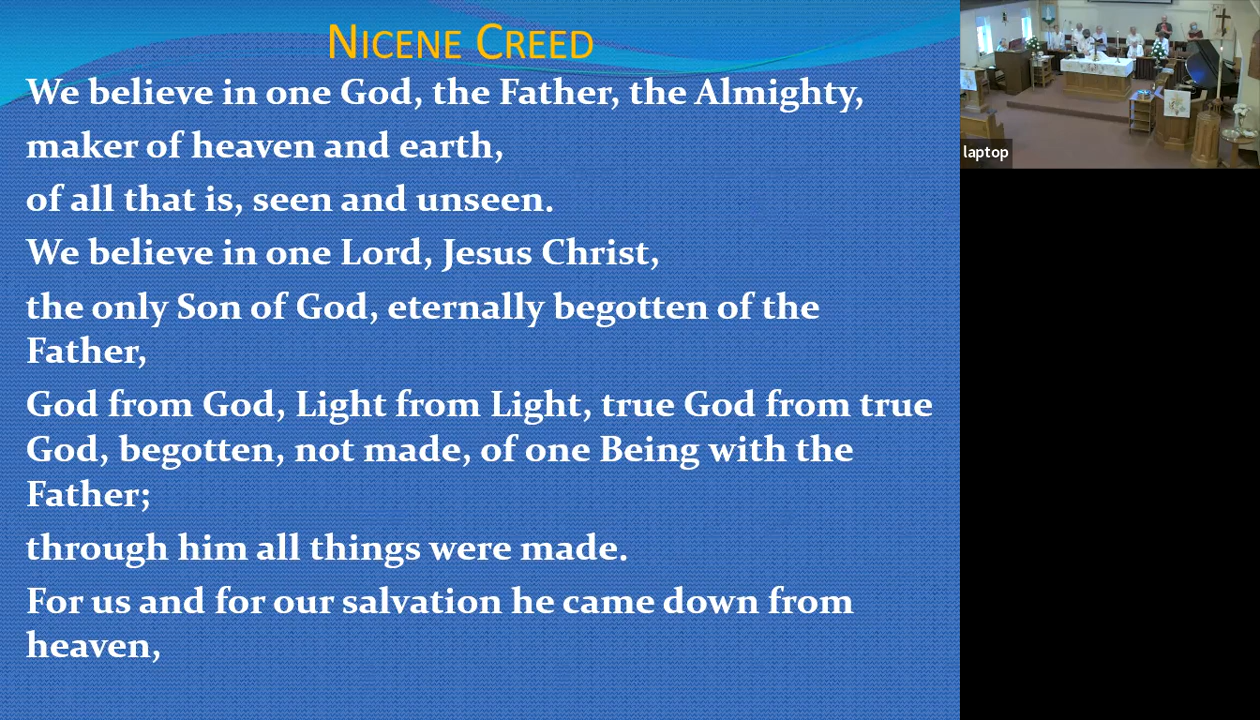 NICENE CREED
We believe in one God, the Father, the Almighty,
maker of heaven and earth,
of all that is, seen and unseen.
We believe in one Lord, Jesus Christ,
the only Son of God, eternally begotten of the
Father,
God from God, Light from Light, true God from true
God, begotten, not made, of one Being with the
Father;
through him all things were made.
For us and for our salvation he came down from
heaven,
laptop